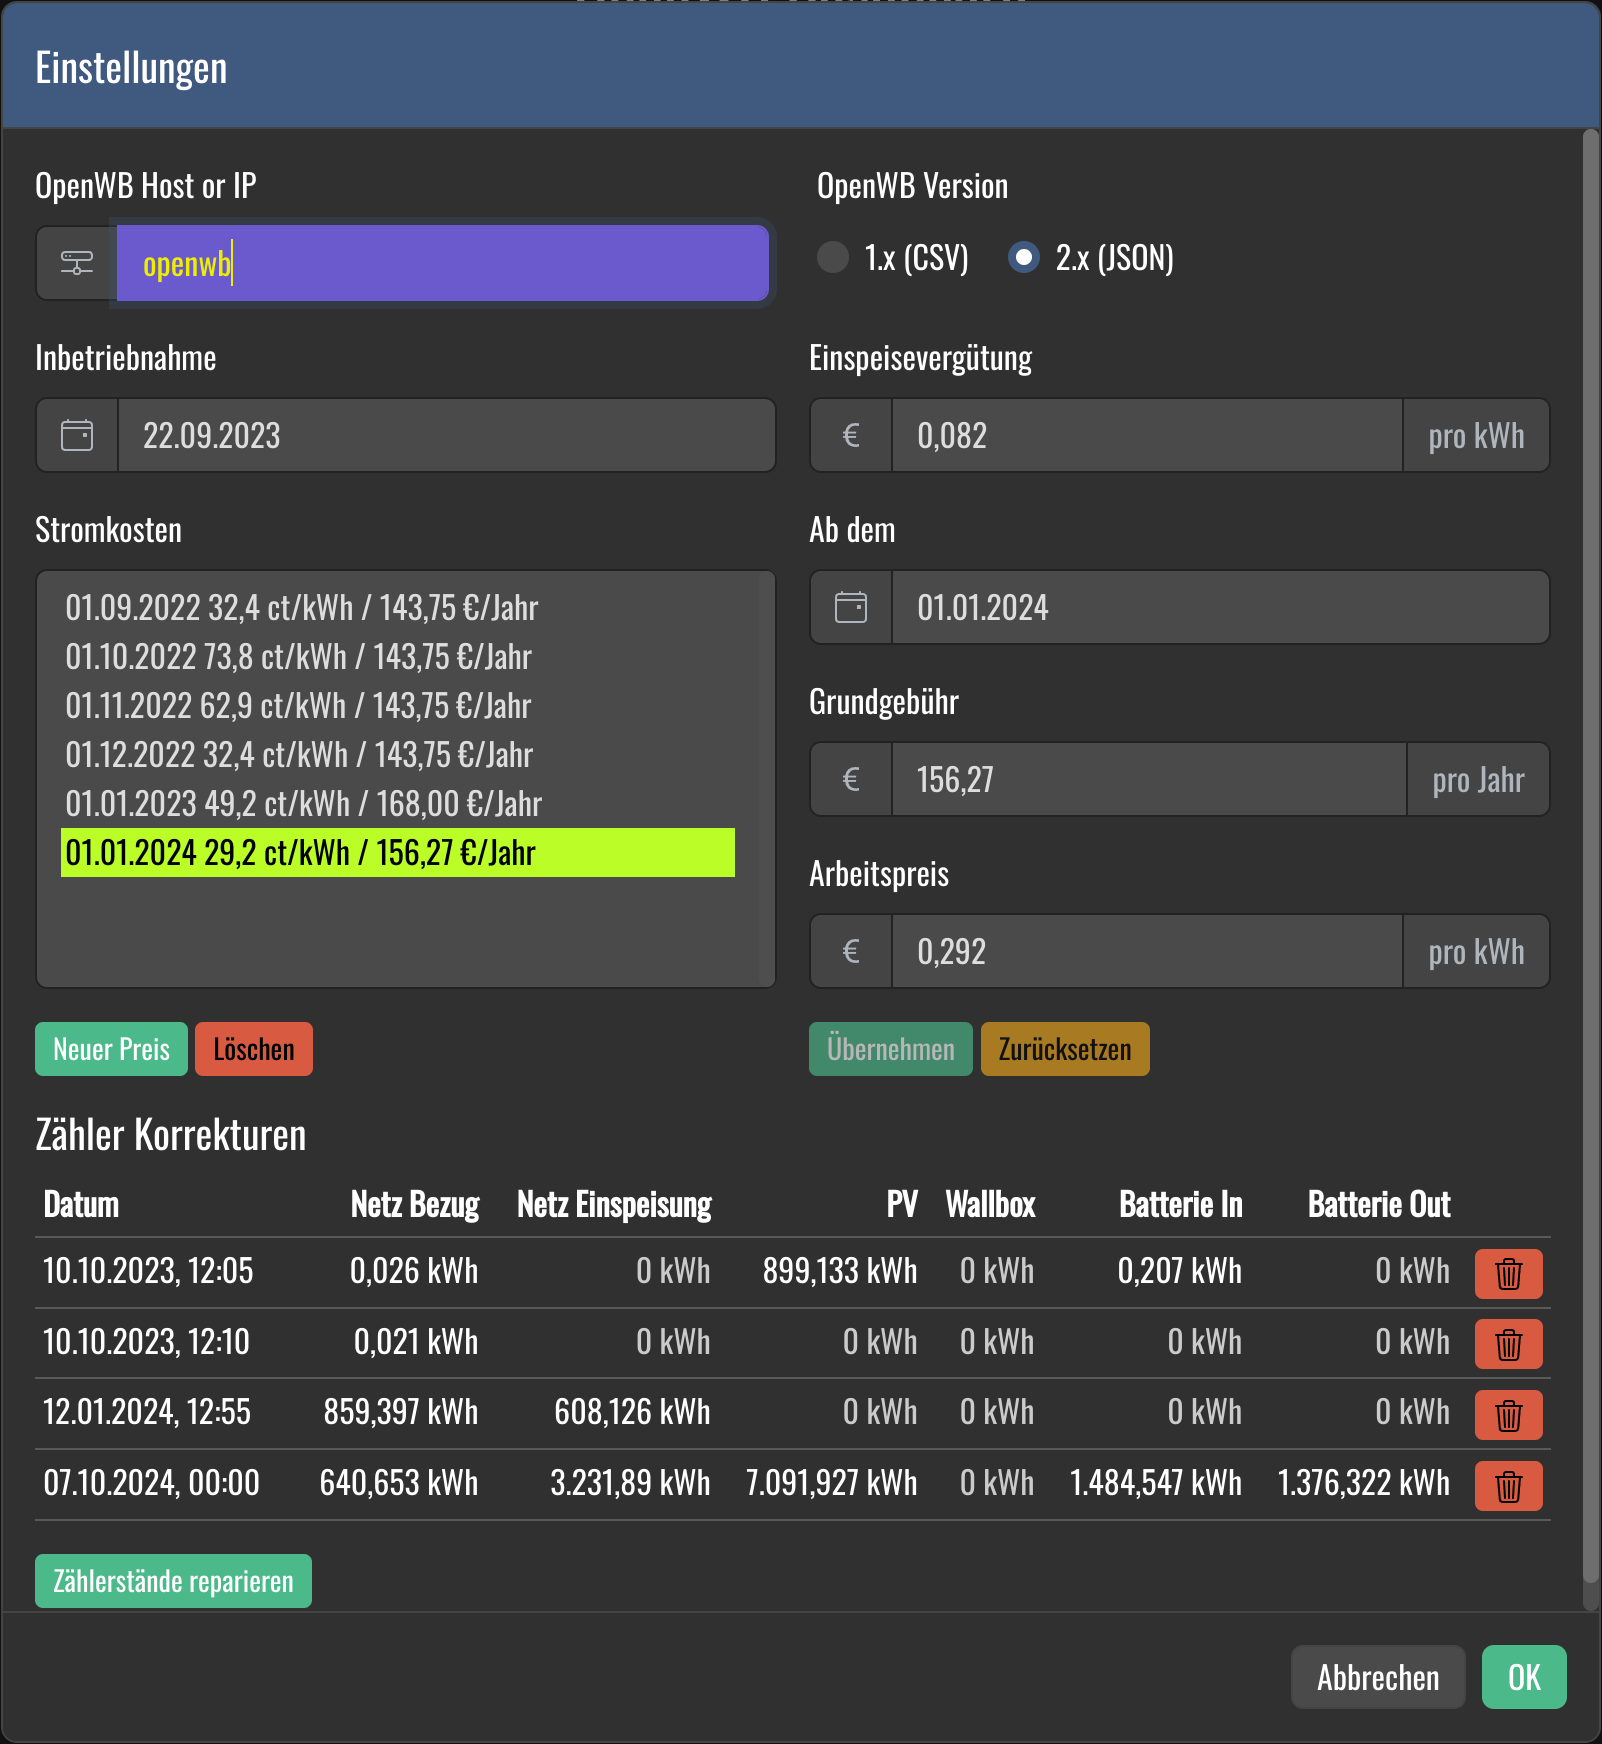 Einstellungen
OpenWB Host or IP
openwb
OpenWB Version
1.x (CSV)
2.x (JSON)
Inbetriebnahme
22.09.2023
Einspeisevergütung
€ 0,082 pro kWh
Stromkosten
01.09.2022 32,4 ct/kWh / 143,75 €/Jahr
01.10.2022 73,8 ct/kWh / 143,75 €/Jahr
01.11.2022 62,9 ct/kWh / 143,75 €/Jahr
01.12.2022 32,4 ct/kWh / 143,75 €/Jahr
01.01.2023 49,2 ct/kWh / 168,00 €/Jahr
01.01.2024 29,2 ct/kWh / 156,27 €/Jahr
Neuer Preis
Löschen
Ab dem
01.01.2024
Grundgebühr
€ 156,27 pro Jahr
Arbeitspreis
€ 0,292 pro kWh
Übernehmen
Zurücksetzen
Zähler Korrekturen
Datum Netz Bezug Netz Einspeisung PV Wallbox Batterie In Batterie Out
10.10.2023, 12:05 0,026 kWh 0 kWh 899,133 kWh 0 kWh 0,207 kWh 0 kWh
10.10.2023, 12:10 0,021 kWh 0 kWh 0 kWh 0 kWh 0 kWh 0 kWh
12.01.2024, 12:55 859,397 kWh 608,126 kWh 0 kWh 0 kWh 0 kWh 0 kWh
07.10.2024, 00:00 640,653 kWh 3.231,89 kWh 7.091,927 kWh 0 kWh 1.484,547 kWh 1.376,322 kWh
Zählerstände reparieren
Abbrechen
OK